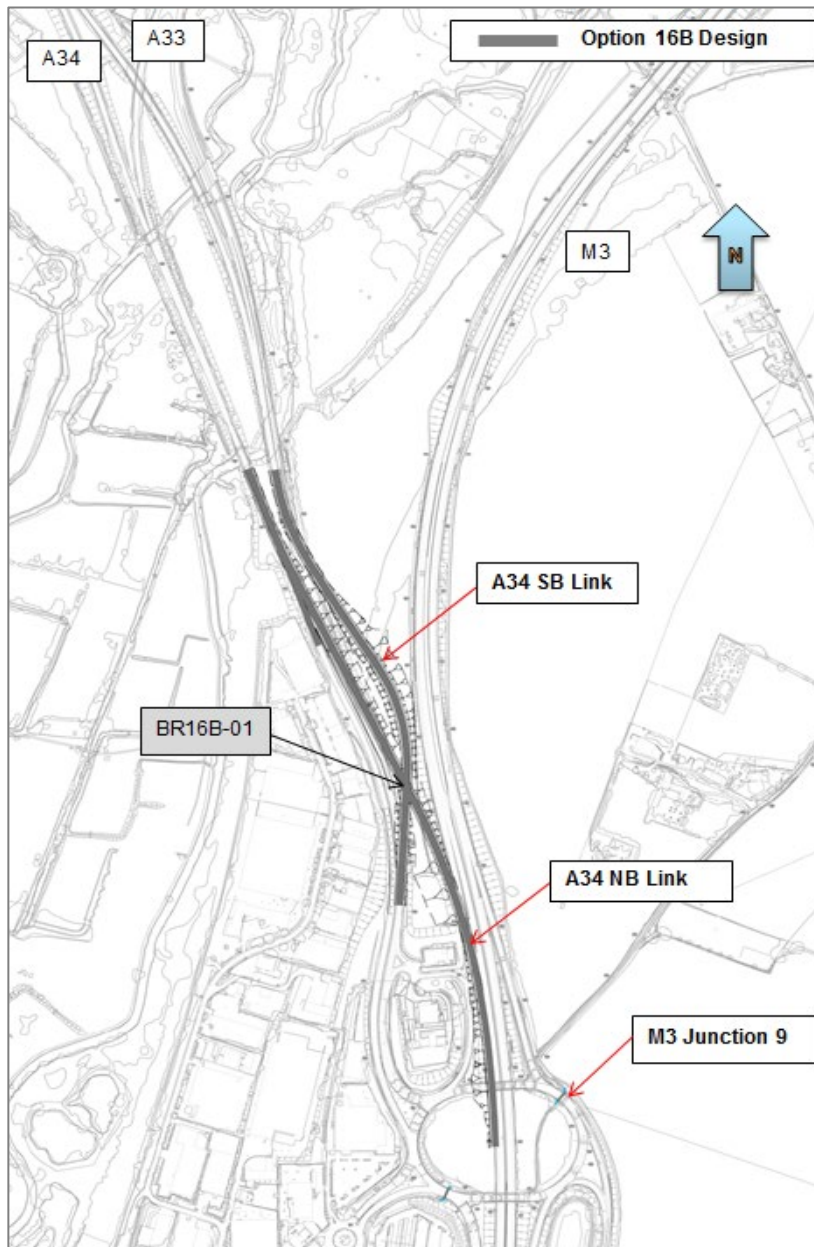 A33
A34
Option 16B Design
N
M3
A34 SB Link
BR16B-01
A34 NB Link
M3 Junction 9